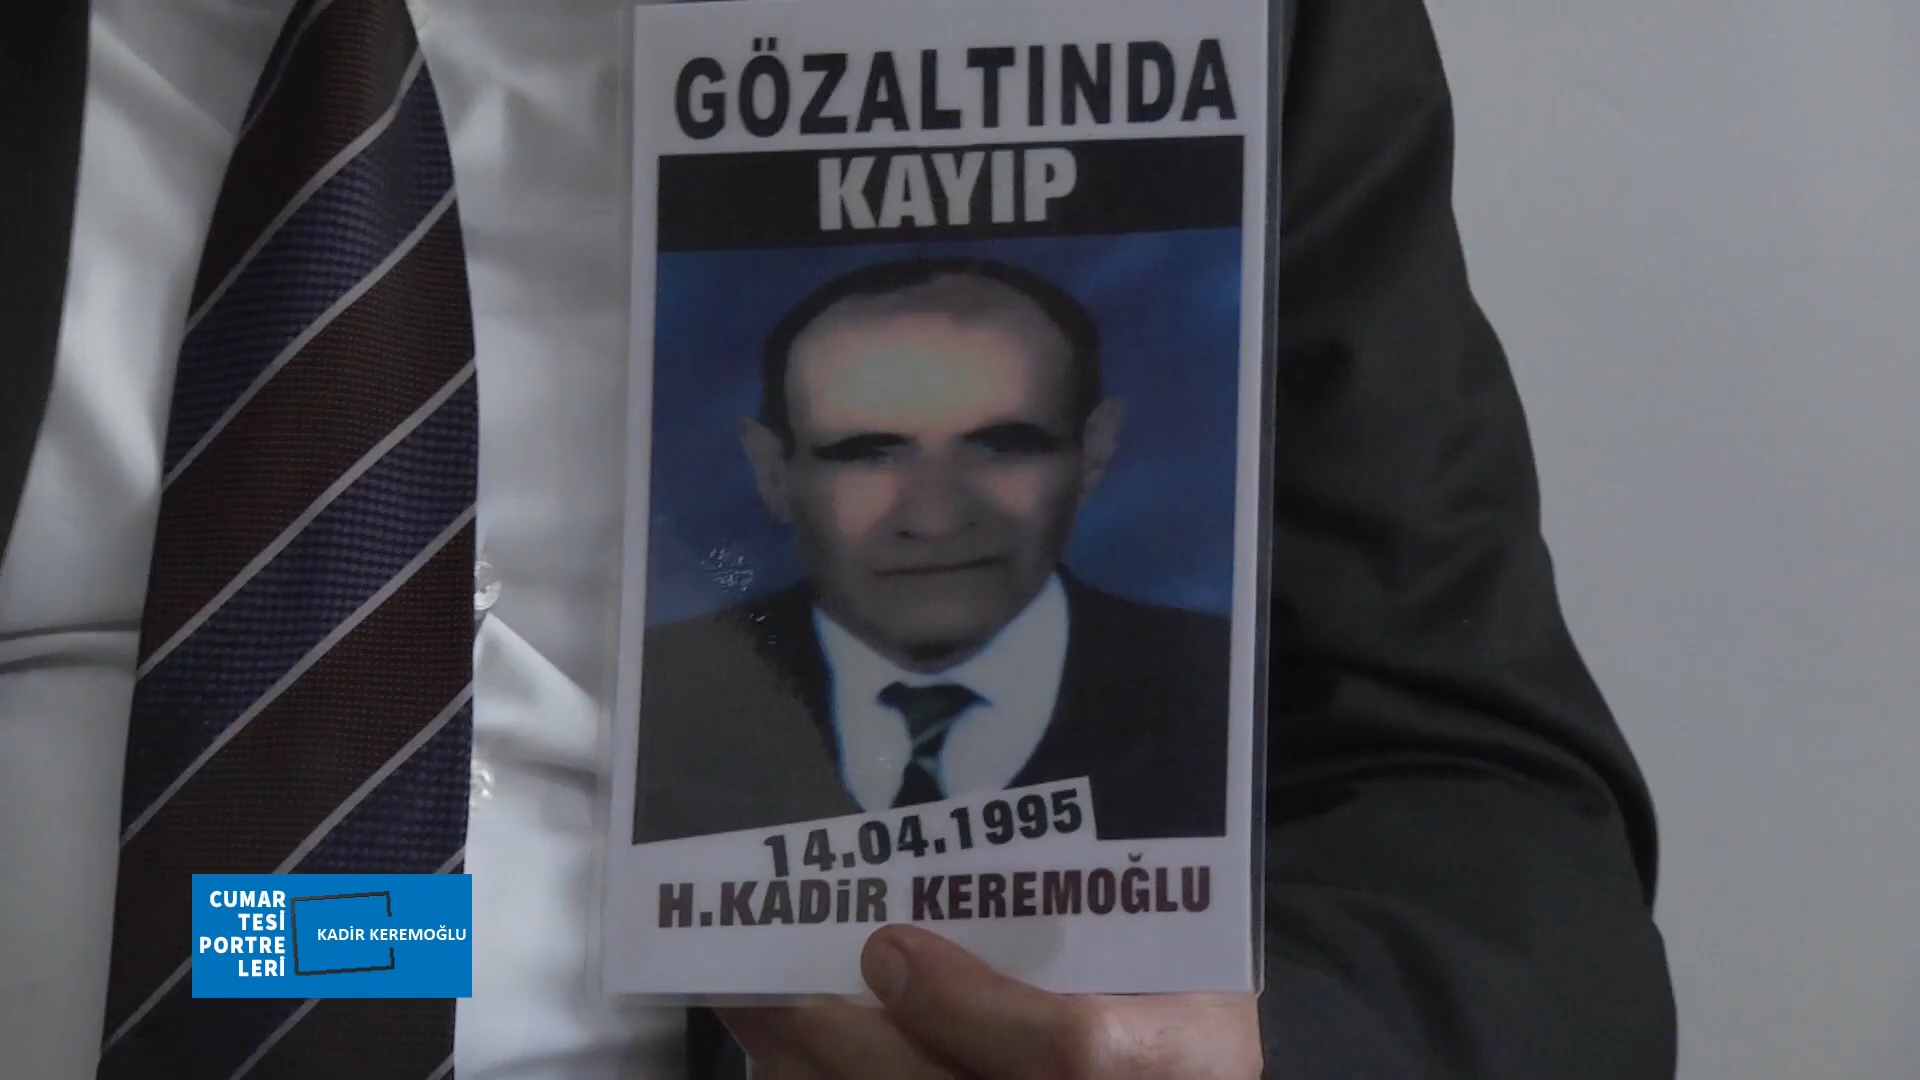 GÖZALTINDA
KAYIP
14.04.1995
H.KADİR KEREMOĞLU
CUMAR
TESİ
PORTRE
LERİ
KADİR KEREMOĞLU